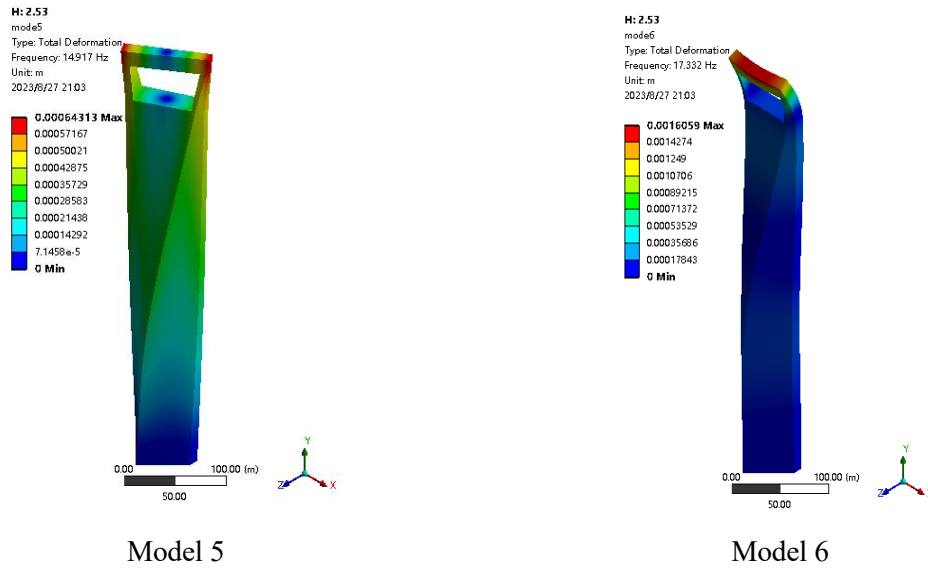 H: 2.53
mode5
Type: Total Deformation
Frequency: 14.917 Hz
Unit: m
2023/8/27 21:03
0.00064313 Max
0.00057167
0.00050021
0.00042875
0.00035729
0.00028583
0.00021438
0.00014292
7.1458e-5
0 Min
0.00
100.00 (m)
50.00
Y
Z
X
Model 5
H: 2.53
mode6
Type: Total Deformation
Frequency: 17.332 Hz
Unit: m
2023/8/27 21:03
0.0016059 Max
0.0014274
0.001249
0.0010706
0.00089215
0.00071372
0.00053529
0.00035686
0.00017843
0 Min
0.00
100.00 (m)
50.00
Y
Z
Model 6